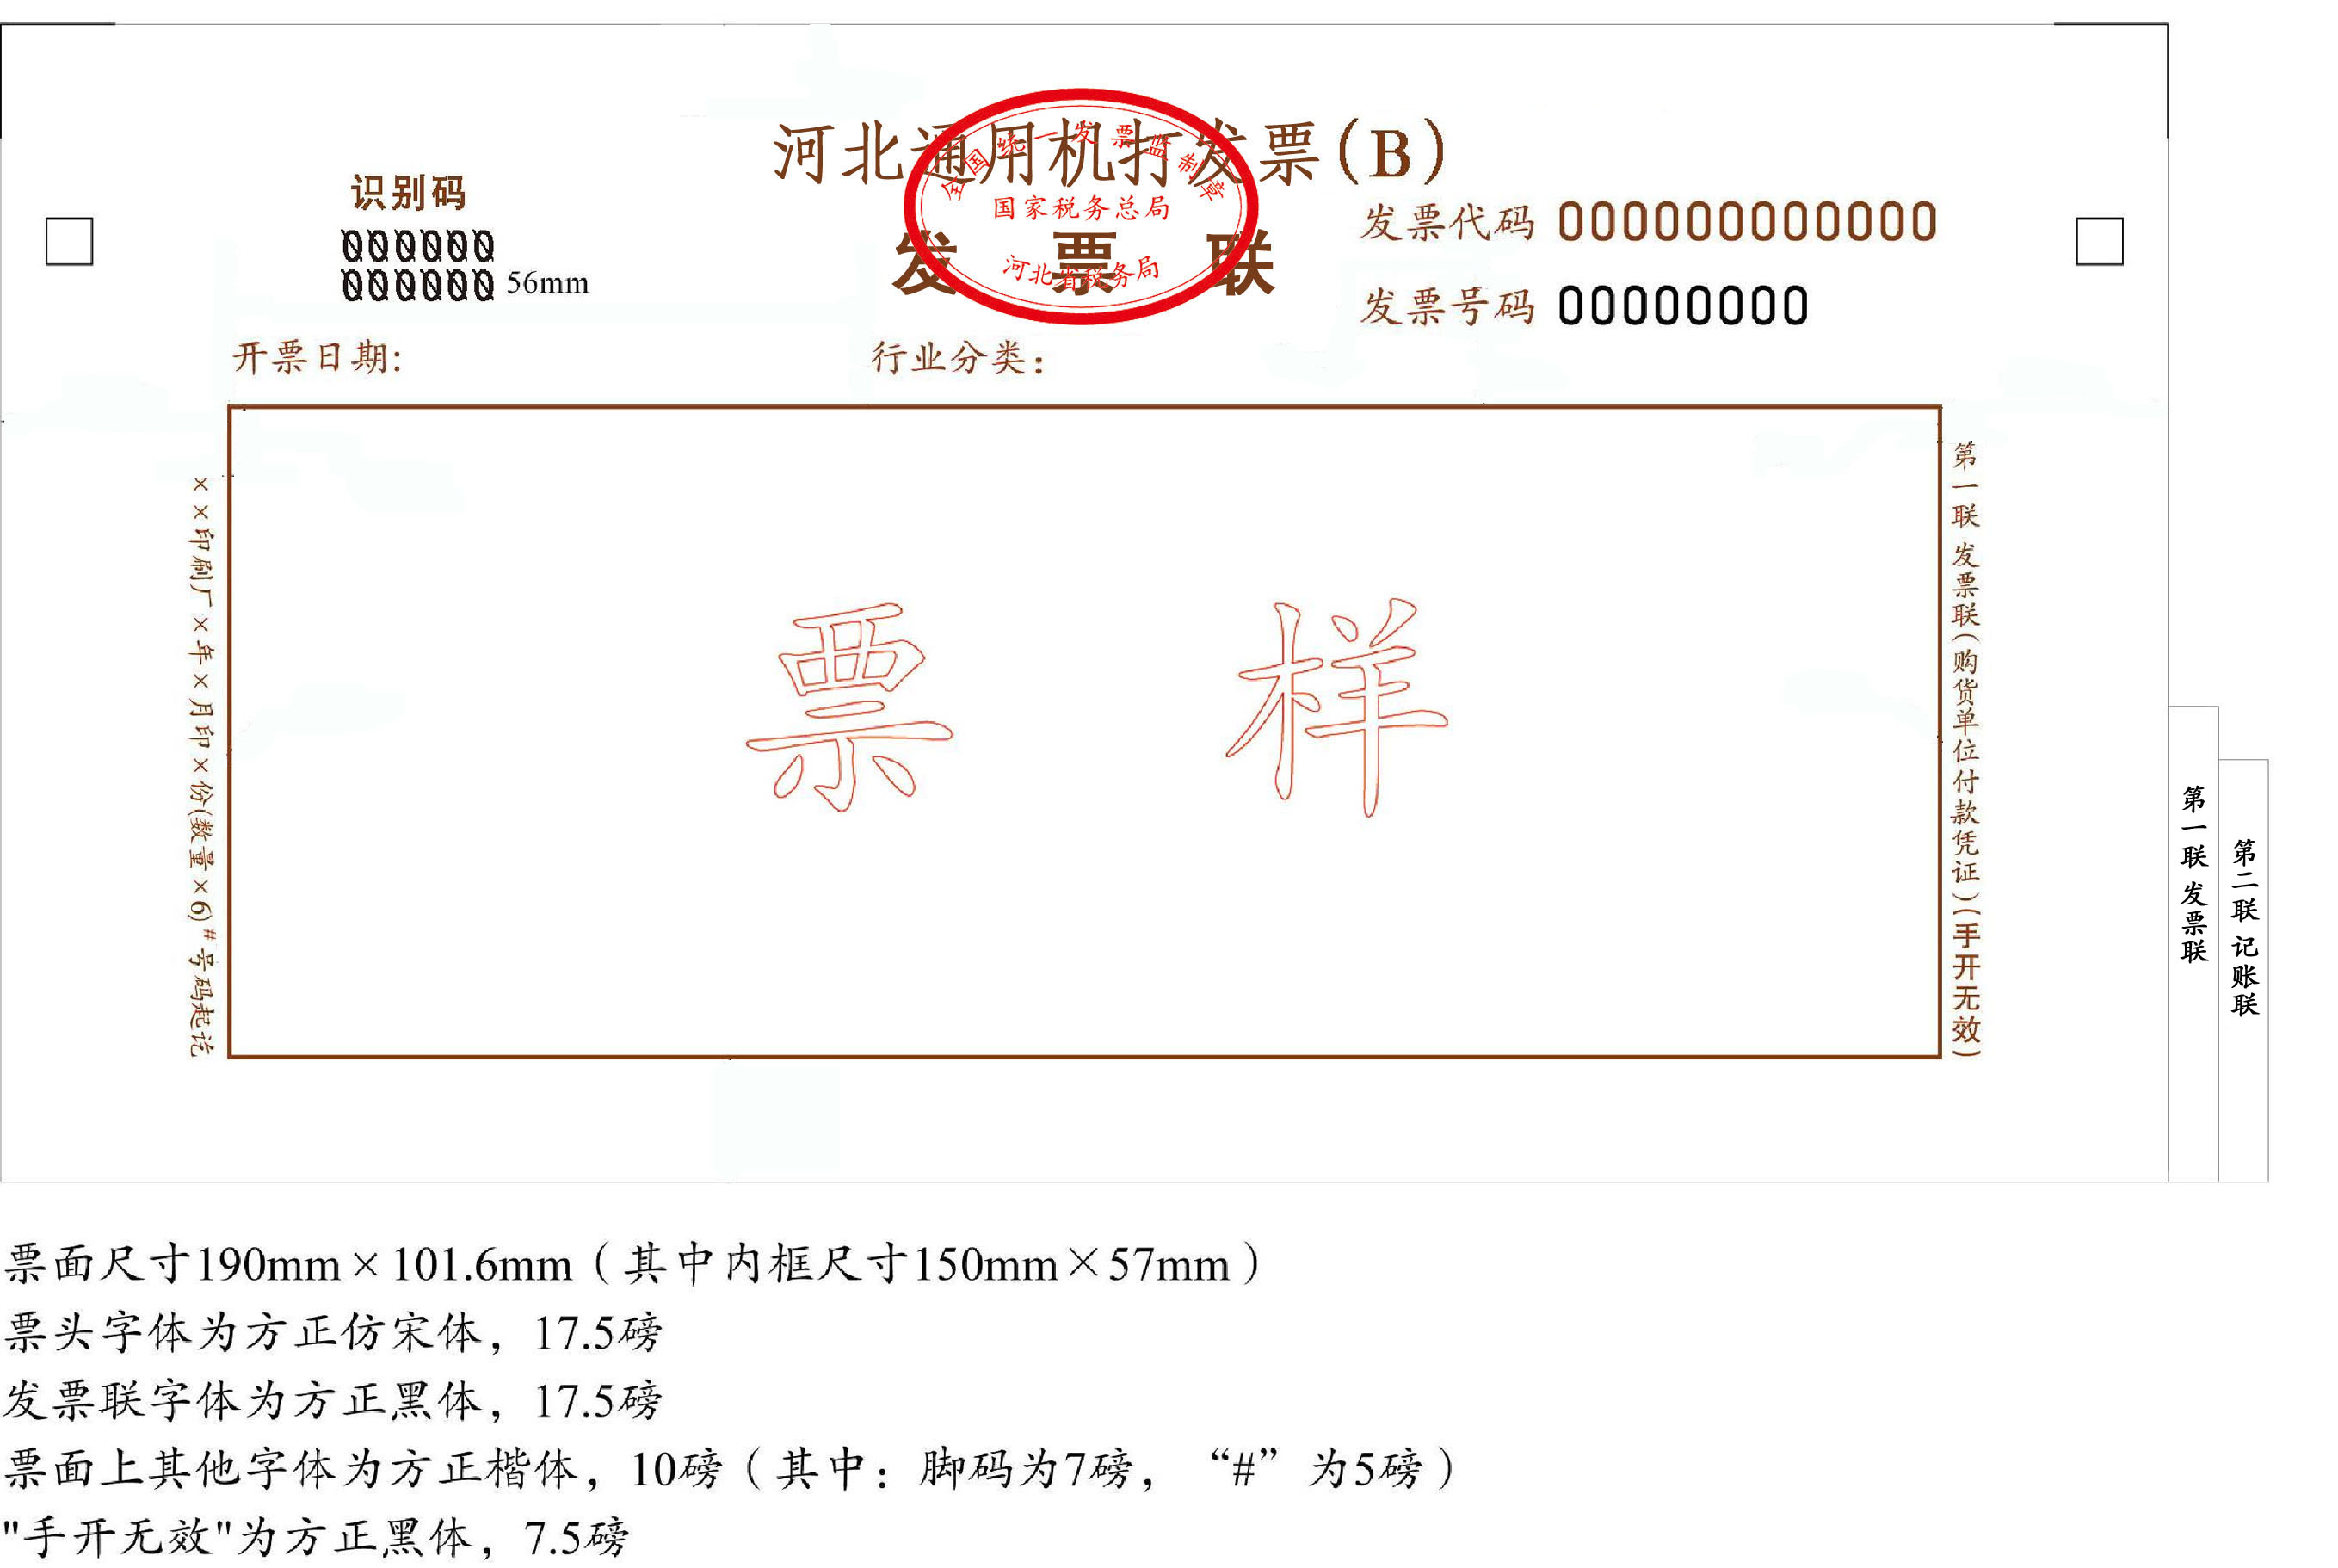 河北通用机打发票(B)
全国统一发票监制章
国家税务总局
河北省税务局
发票联
识别码
000000
000000 56mm
发票代码 000000000000
发票号码 00000000
开票日期:
行业分类:
票样
××印刷厂×年×月印×份(数量×6)#号码起讫
第一联 发票联(购货单位付款凭证)(手开无效)
第一联 发票联
第二联 记账联
票面尺寸190mm×101.6mm(其中内框尺寸150mm×57mm)
票头字体为方正仿宋体,17.5磅
发票联字体为方正黑体,17.5磅
票面上其他字体为方正楷体,10磅(其中:脚码为7磅,“#”为5磅)
"手开无效"为方正黑体,7.5磅